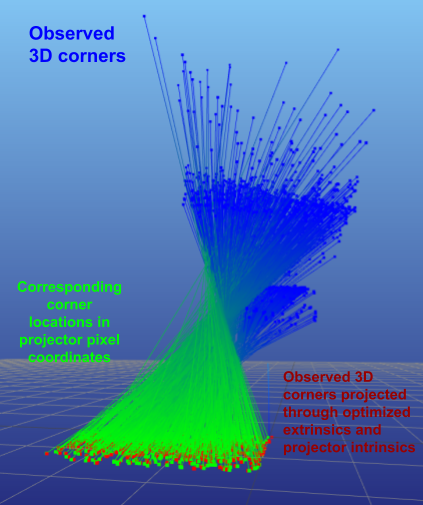 Observed
3D corners
Corresponding
corner
locations in
projector pixel
coordinates
Observed 3D
corners projected
through optimized
extrinsics and
projector intrinsics